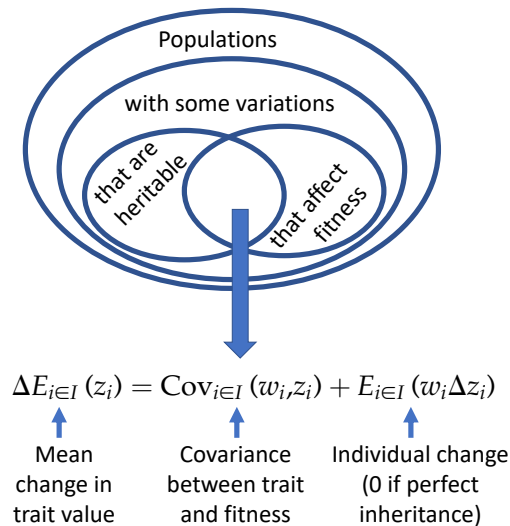 Populations
with some variations
that are
heritable
that affect
fitness
ΔE_{i∈I} (z_i) = Cov_{i∈I} (w_i,z_i) + E_{i∈I} (w_iΔz_i)
Mean
change in
trait value
Covariance
between trait
and fitness
Individual change
(0 if perfect
inheritance)